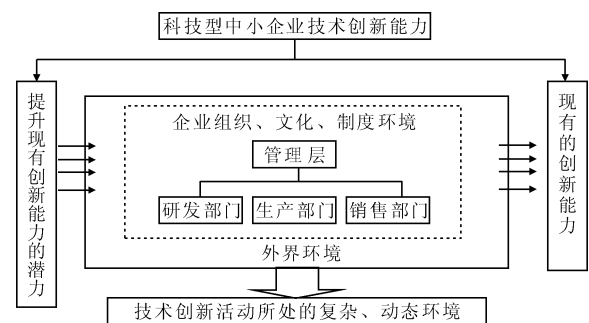 科技型中小企业技术创新能力
提升现有创新能力的潜力
企业组织、文化、制度环境
管理层
研发部门
生产部门
销售部门
外界环境
现有的创新能力
技术创新活动所处的复杂、动态环境